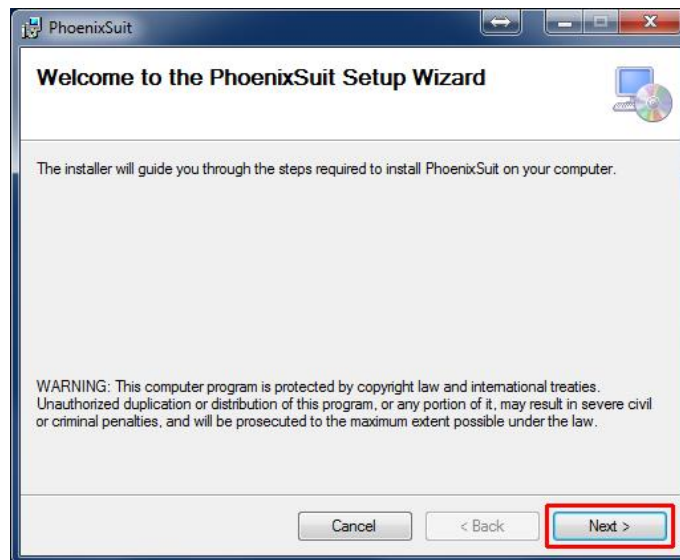 PhoenixSuit
Welcome to the PhoenixSuit Setup Wizard
The installer will guide you through the steps required to install PhoenixSuit on your computer.
WARNING: This computer program is protected by copyright law and international treaties.
Unauthorized duplication or distribution of this program, or any portion of it, may result in severe civil
or criminal penalties, and will be prosecuted to the maximum extent possible under the law.
Cancel < Back Next >